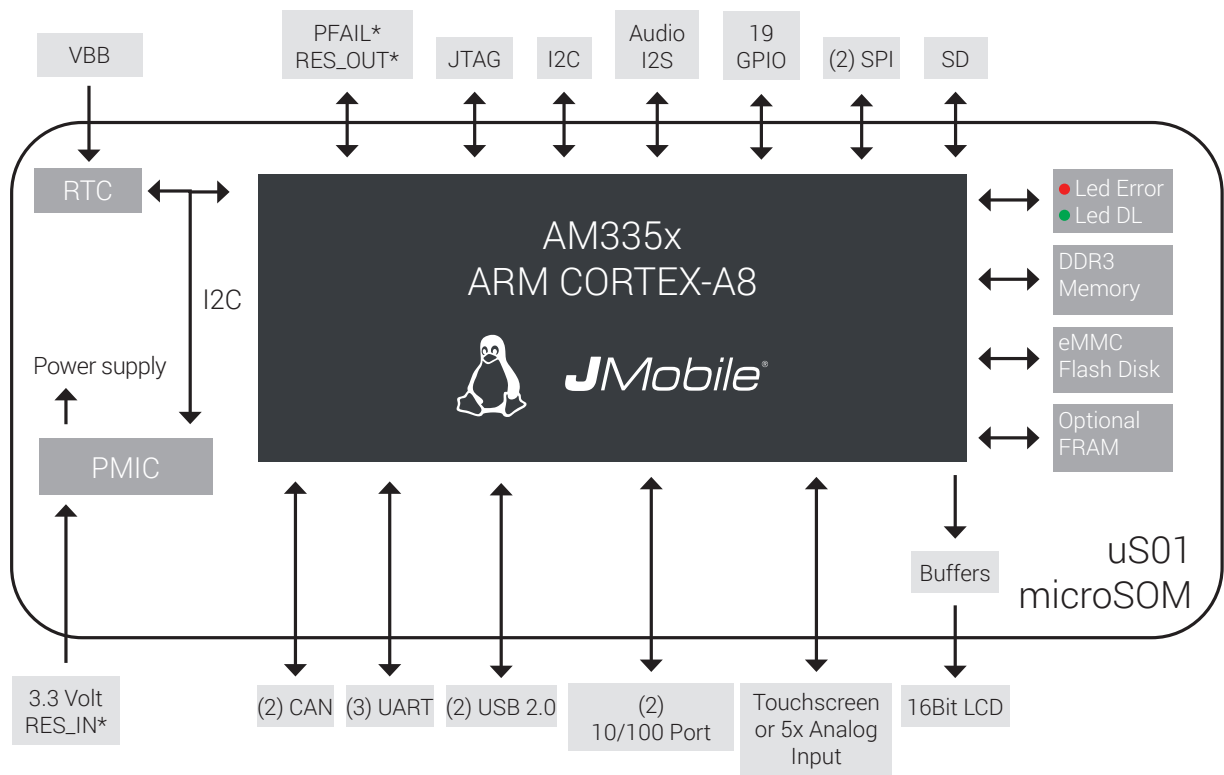 VBB
PFAIL*
RES_OUT*
JTAG
I2C
Audio
I2S
19
GPIO
(2) SPI
SD
RTC
I2C
Power supply
PMIC
AM335x
ARM CORTEX-A8
JMobile®
Led Error
Led DL
DDR3
Memory
eMMC
Flash Disk
Optional
FRAM
Buffers
uS01
microSOM
3.3 Volt
RES_IN*
(2) CAN
(3) UART
(2) USB 2.0
(2)
10/100 Port
Touchscreen
or 5x Analog
Input
16Bit LCD